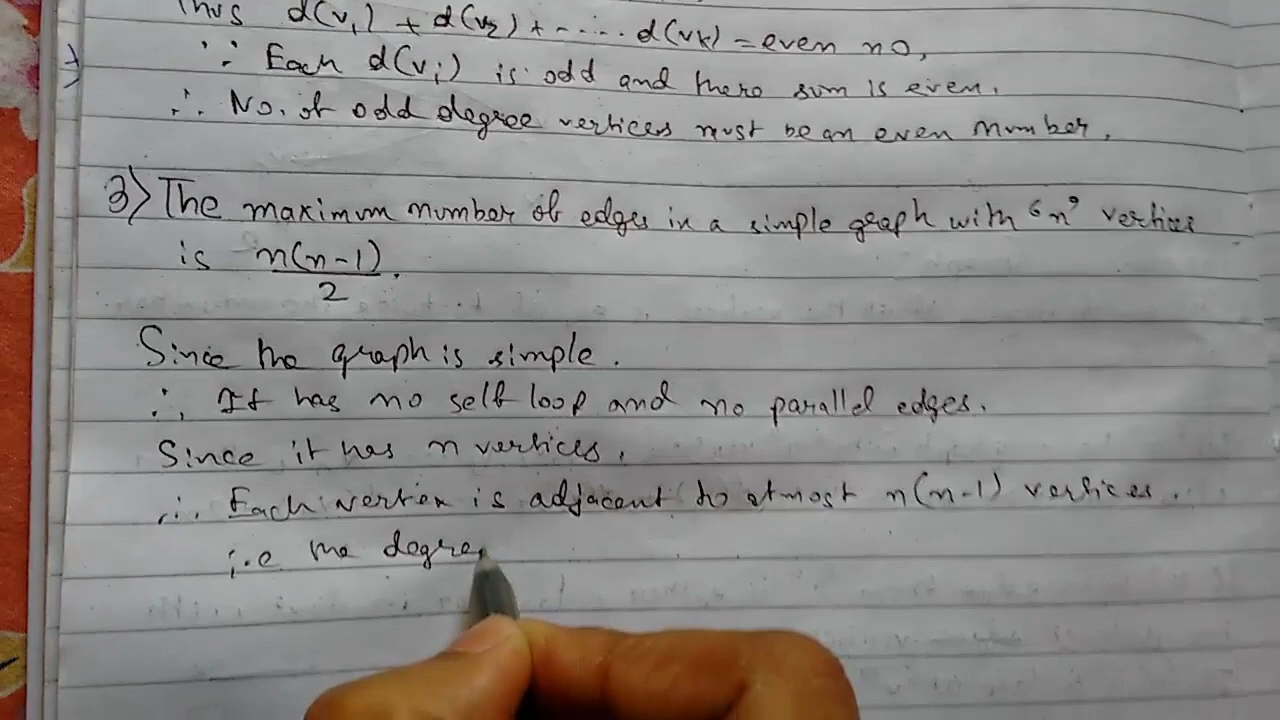 Thus d(v₁) + d(v₂) + ..... d(vk) = even no,
∵ Each d(vi) is odd and there sum is even.
∴ No. of odd degree vertices must be an even number.
3) The maximum number of edges in a simple graph with 'n' vertices
is n(n-1)/2.
Since the graph is simple.
∴ It has no self loop and no parallel edges.
Since it has n vertices.
∴ Each vertex is adjacent to atmost n(n-1) vertices.
i.e the degree